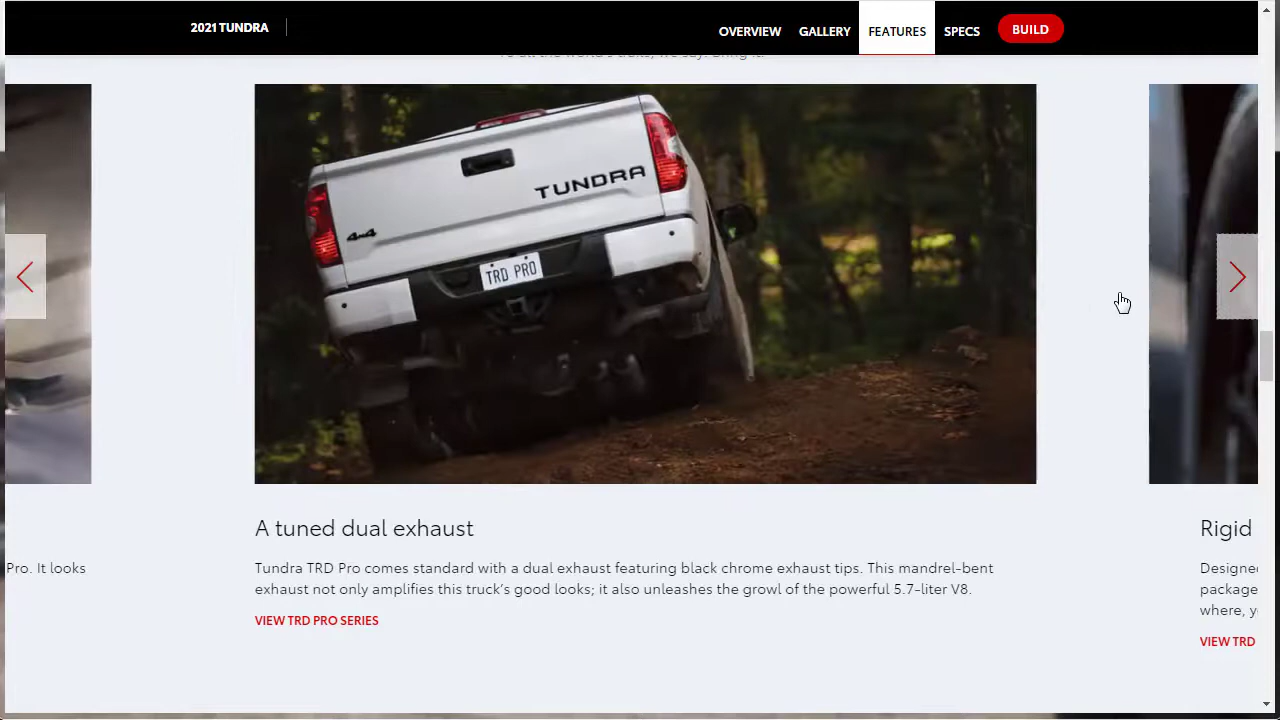 2021 TUNDRA
OVERVIEW
GALLERY
FEATURES
SPECS
BUILD
TUNDRA
4x4
TRD PRO
A tuned dual exhaust
Tundra TRD Pro comes standard with a dual exhaust featuring black chrome exhaust tips. This mandrel-bent
exhaust not only amplifies this truck's good looks; it also unleashes the growl of the powerful 5.7-liter V8.
VIEW TRD PRO SERIES
Pro. It looks
Rigid
Designe
package
where, y
VIEW TRD